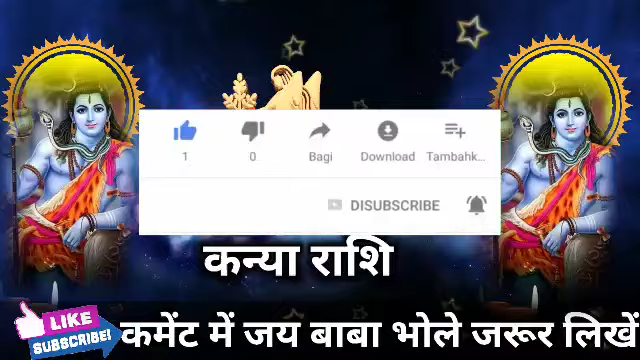 1 0 Bagi Download Tambahk...
DISUBSCRIBE
कन्या राशि
LIKE
SUBSCRIBE!
कमेंट में जय बाबा भोले जरूर लिखें